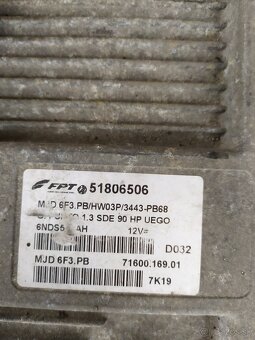 FPT 51806506
MJD 6F3.PB/HW03P/3443-PB68
1.3 SDE 90 HP UEGO
12V=
D032
MJD 6F3.PB 71600.169.01
7K19